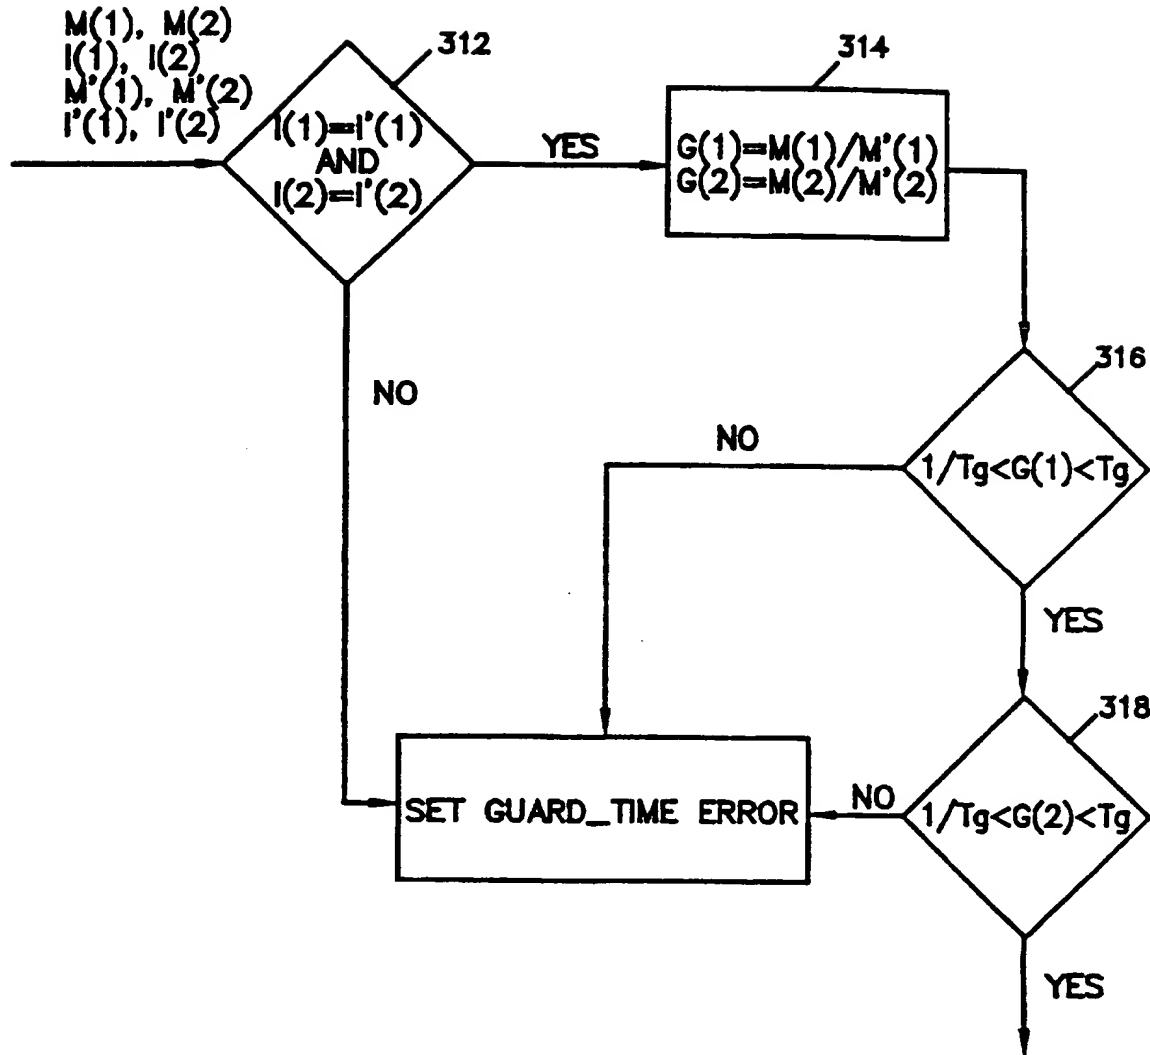 M(1), M(2)
I(1), I(2)
M'(1), M'(2)
I'(1), I'(2)
312
I(1)=I'(1)
AND
I(2)=I'(2)
YES
314
G(1)=M(1)/M'(1)
G(2)=M(2)/M'(2)
NO
316
1/Tg<G(1)<Tg
NO
YES
318
1/Tg<G(2)<Tg
NO
SET GUARD_TIME ERROR
YES